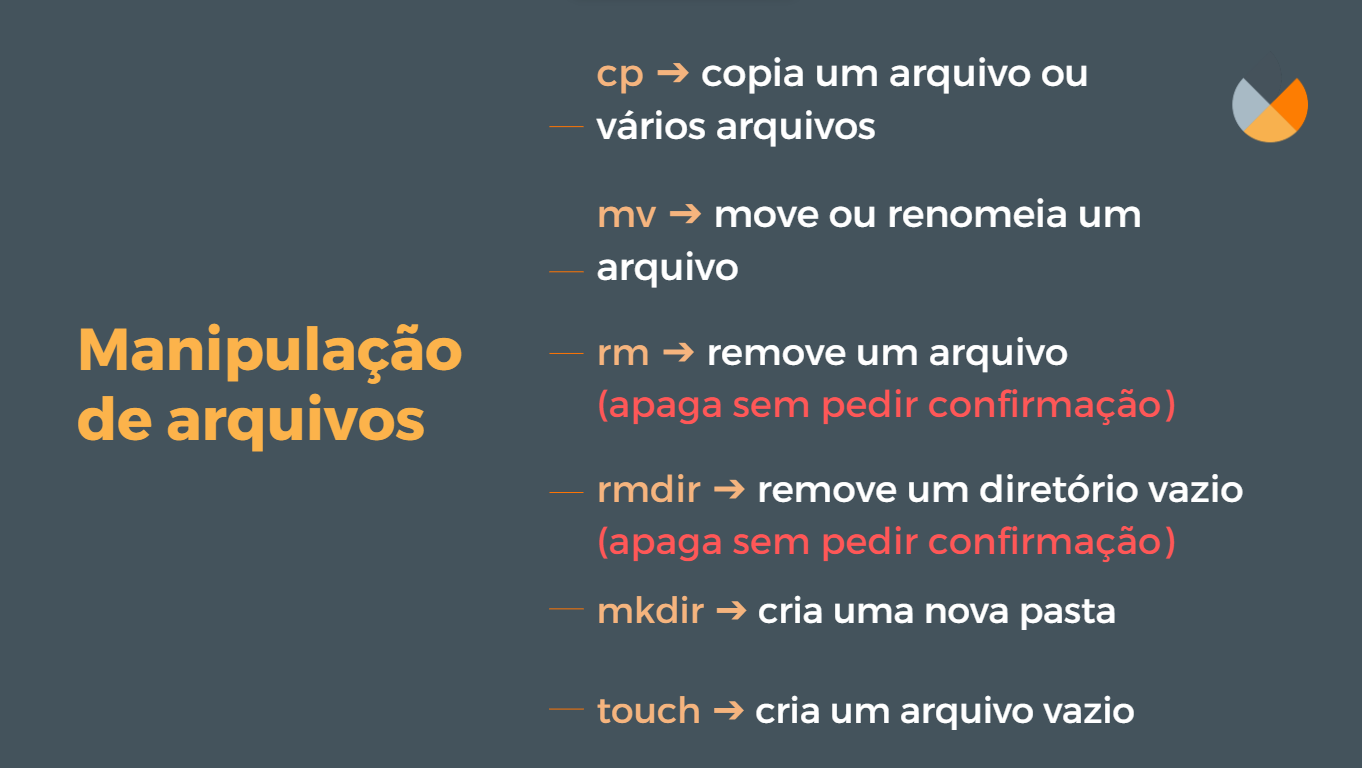 Manipulação
de arquivos
cp ➔ copia um arquivo ou
vários arquivos
mv ➔ move ou renomeia um
arquivo
rm ➔ remove um arquivo
(apaga sem pedir confirmação)
rmdir ➔ remove um diretório vazio
(apaga sem pedir confirmação)
mkdir ➔ cria uma nova pasta
touch ➔ cria um arquivo vazio